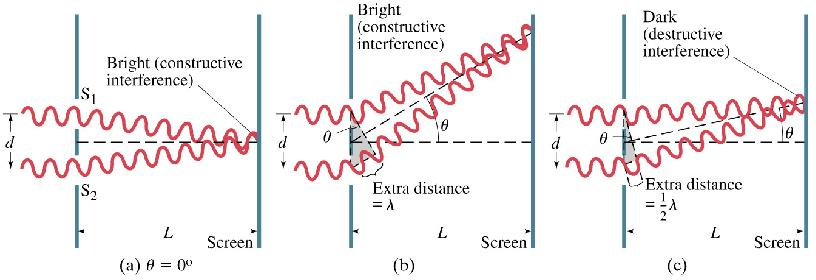 Bright (constructive
interference)
S1
S2
d
L
Screen
(a) θ = 0º
Bright
(constructive
interference)
θ
θ
d
Extra distance
= λ
L
Screen
(b)
Dark
(destructive
interference)
θ
θ
d
Extra distance
= 1/2 λ
L
Screen
(c)